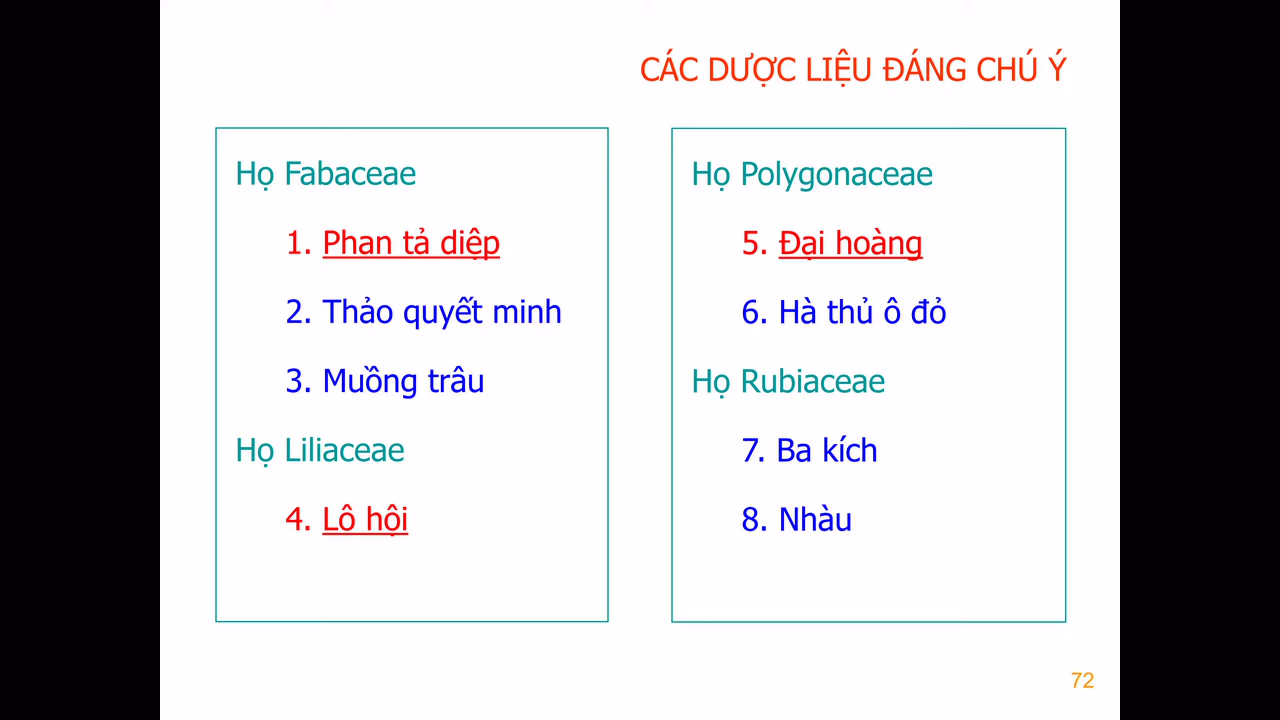 CÁC DƯỢC LIỆU ĐÁNG CHÚ Ý
Họ Fabaceae
1. Phan tả diệp
2. Thảo quyết minh
3. Muồng trâu
Họ Liliaceae
4. Lô hội
Họ Polygonaceae
5. Đại hoàng
6. Hà thủ ô đỏ
Họ Rubiaceae
7. Ba kích
8. Nhàu
72